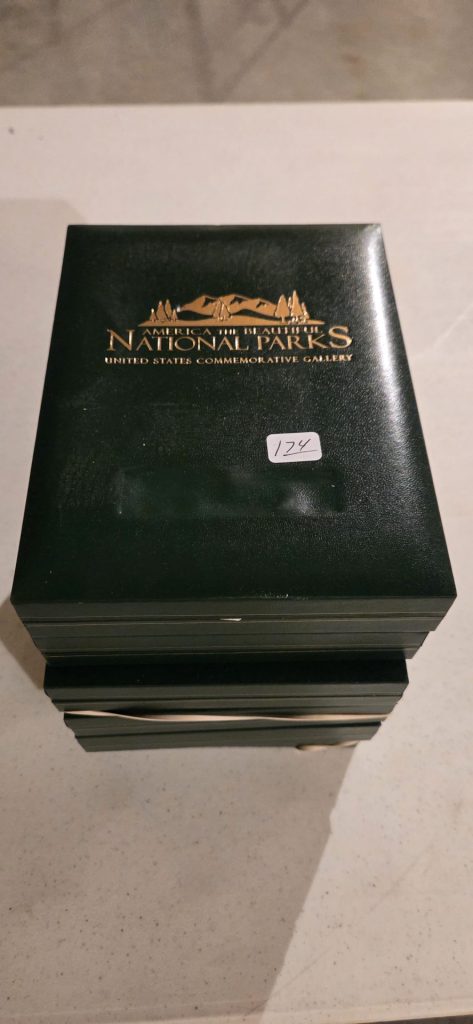 AMERICA THE BEAUTIFUL
NATIONAL PARKS
UNITED STATES COMMEMORATIVE GALLERY
174